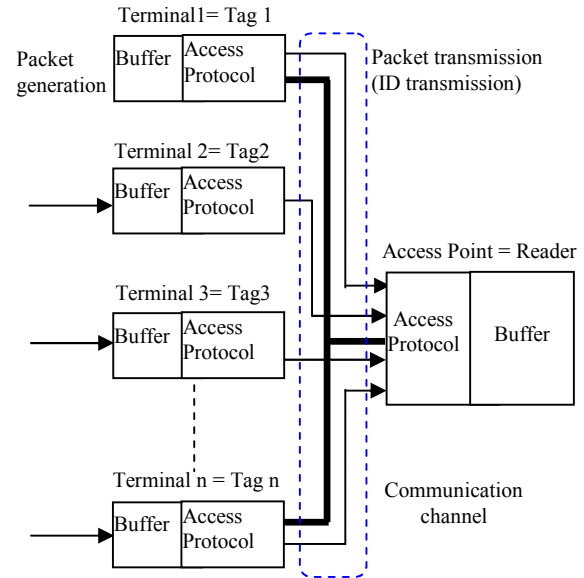 Terminal1= Tag 1
Packet
generation
Buffer
Access
Protocol
Packet transmission
(ID transmission)
Terminal 2= Tag2
Buffer
Access
Protocol
Access Point = Reader
Terminal 3= Tag3
Buffer
Access
Protocol
Access
Protocol
Buffer
Terminal n = Tag n
Buffer
Access
Protocol
Communication
channel